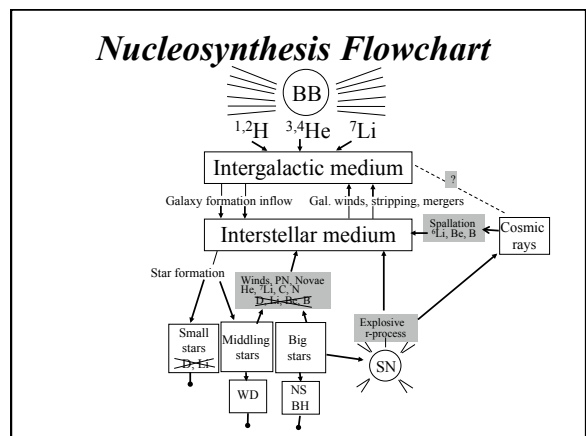 Nucleosynthesis Flowchart
BB
1,2H 3,4He 7Li
Intergalactic medium
?
Galaxy formation inflow
Gal. winds, stripping, mergers
Interstellar medium
Spallation
6Li, Be, B
Cosmic
rays
Star formation
Winds, PN, Novae
He, 7Li, C, N
D, Li, Be, B
Explosive
r-process
Small
stars
D, Li
Middling
stars
Big
stars
SN
WD
NS
BH